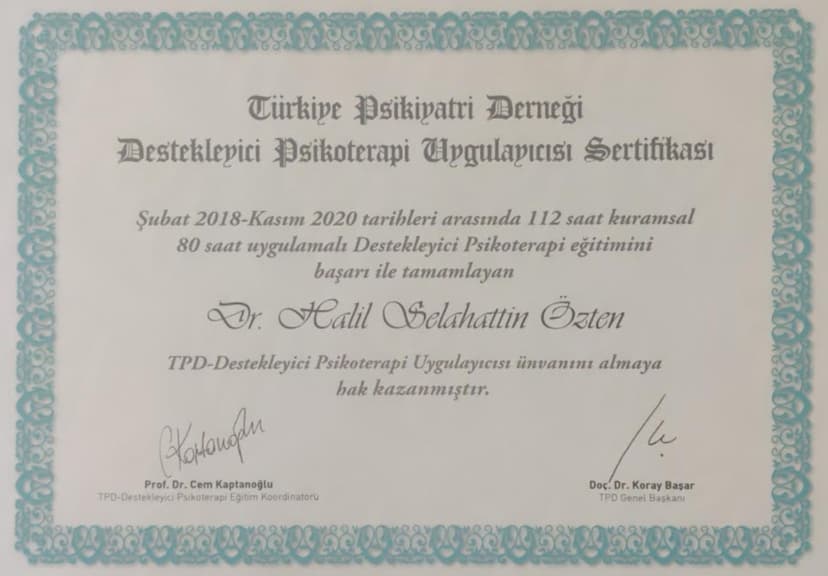 Türkiye Psikiyatri Derneği
Destekleyici Psikoterapi Uygulayıcısı Sertifikası
Şubat 2018-Kasım 2020 tarihleri arasında 112 saat kuramsal
80 saat uygulamalı Destekleyici Psikoterapi eğitimini
başarı ile tamamlayan
Dr. Halil Selahattin Özten
TPD-Destekleyici Psikoterapi Uygulayıcısı ünvanını almaya
hak kazanmıştır.
Prof. Dr. Cem Kaptanoğlu
TPD-Destekleyici Psikoterapi Eğitim Koordinatörü
Doç. Dr. Koray Başar
TPD Genel Başkanı